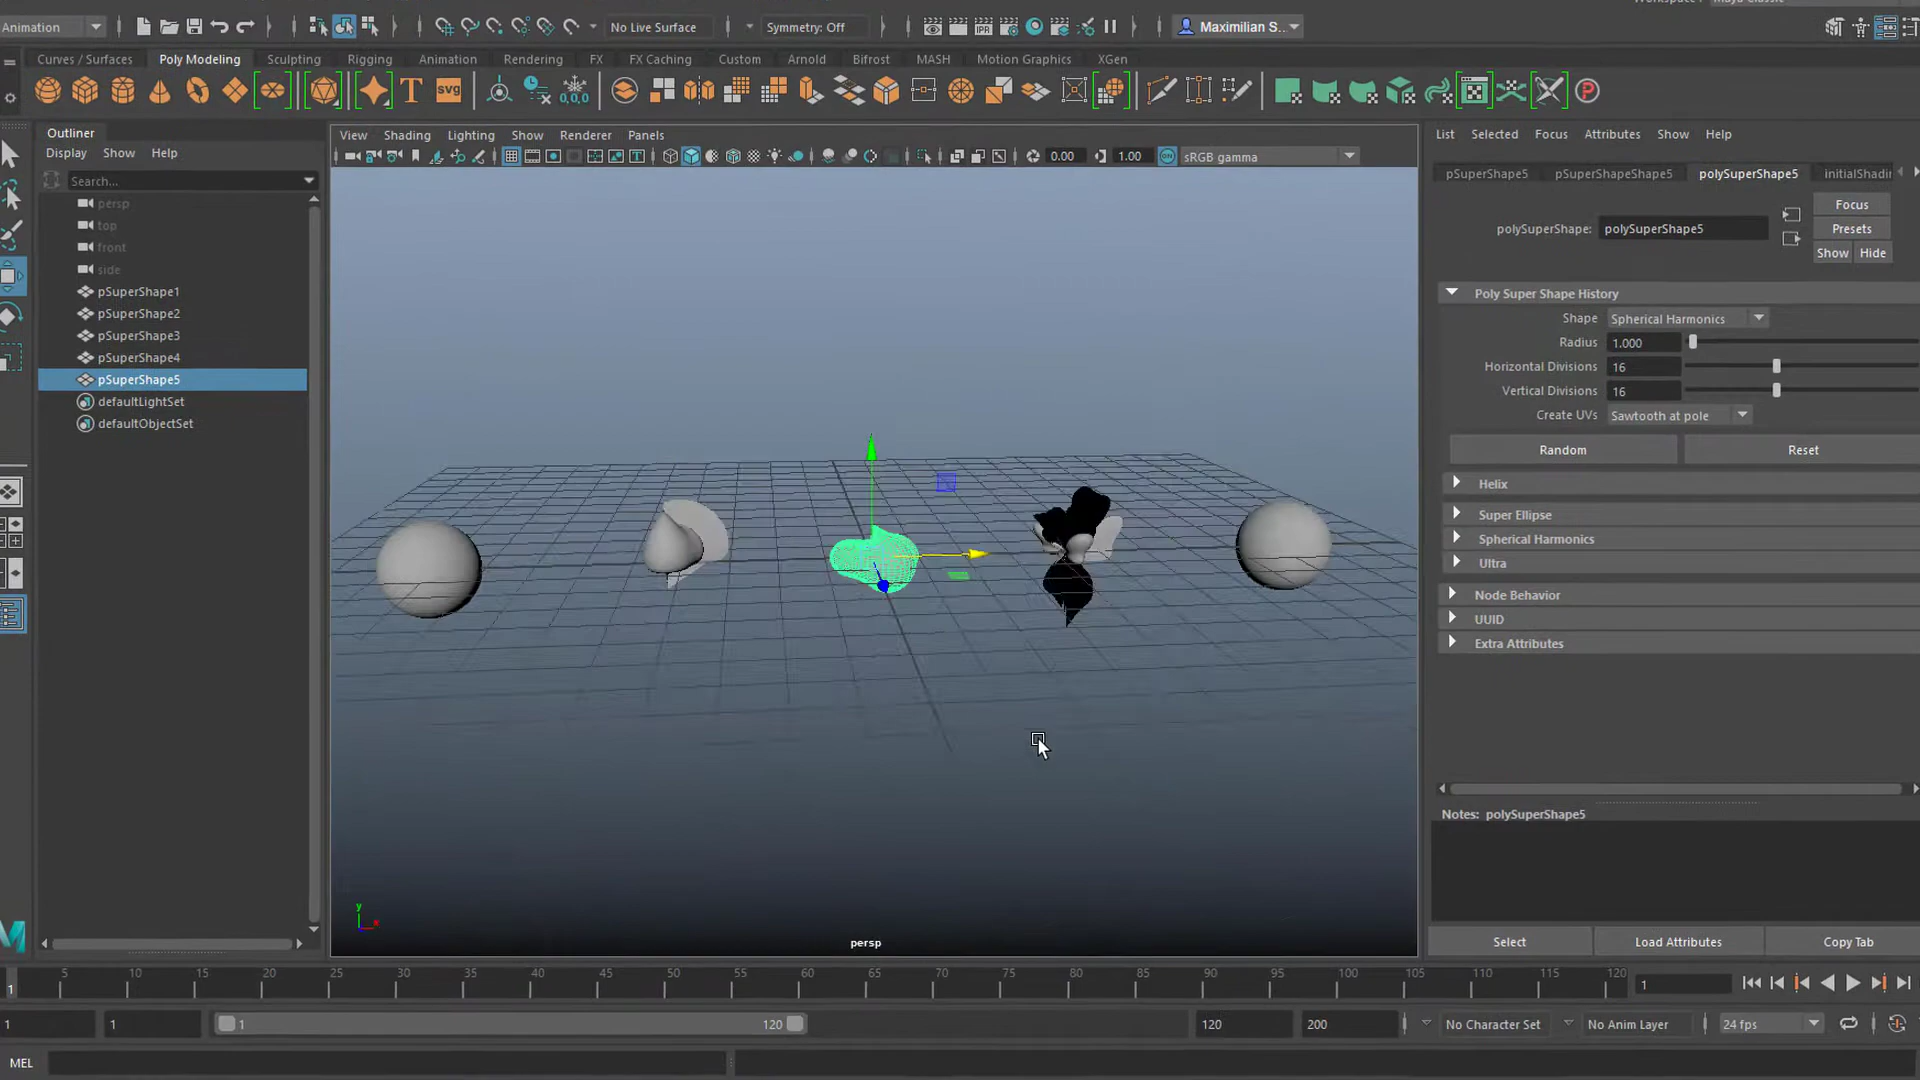 Animation
No Live Surface
Symmetry: Off
Maximilian S...
Curves / Surfaces
Poly Modeling
Sculpting
Rigging
Animation
Rendering
FX
FX Caching
Custom
Arnold
Bifrost
MASH
Motion Graphics
XGen
T
SVG
0,0,0
P
Outliner
Display
Show
Help
Search...
persp
top
front
side
pSuperShape1
pSuperShape2
pSuperShape3
pSuperShape4
pSuperShape5
defaultLightSet
defaultObjectSet
View
Shading
Lighting
Show
Renderer
Panels
0.00
1.00
sRGB gamma
y
x
persp
List
Selected
Focus
Attributes
Show
Help
pSuperShape5
pSuperShapeShape5
polySuperShape5
initialShadin
polySuperShape:
polySuperShape5
Focus
Presets
Show
Hide
Poly Super Shape History
Shape
Spherical Harmonics
Radius
1.000
Horizontal Divisions
16
Vertical Divisions
16
Create UVs
Sawtooth at pole
Random
Reset
Helix
Super Ellipse
Spherical Harmonics
Ultra
Node Behavior
UUID
Extra Attributes
Notes: polySuperShape5
Select
Load Attributes
Copy Tab
1
5
10
15
20
25
30
35
40
45
50
55
60
65
70
75
80
85
90
95
100
105
110
115
120
1
1
1
1
120
120
200
No Character Set
No Anim Layer
24 fps
MEL